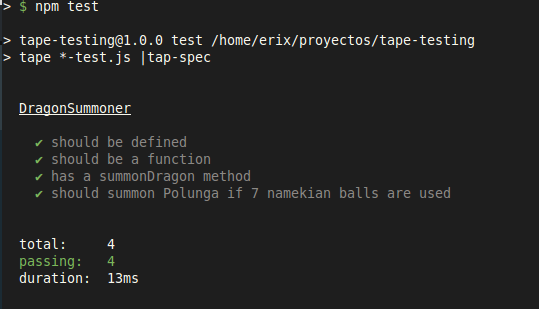 > $ npm test
> tape-testing@1.0.0 test /home/erix/proyectos/tape-testing
> tape *-test.js |tap-spec
DragonSummoner
✔ should be defined
✔ should be a function
✔ has a summonDragon method
✔ should summon Polunga if 7 namekian balls are used
total: 4
passing: 4
duration: 13ms